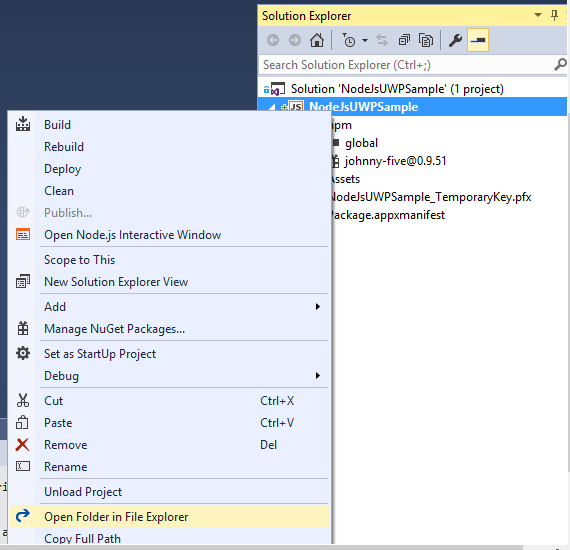 Solution Explorer
Search Solution Explorer (Ctrl+;)
Solution 'NodeJsUWPSample' (1 project)
JS NodeJsUWPSample
npm
global
johnny-five@0.9.51
Assets
NodeJsUWPSample_TemporaryKey.pfx
Package.appxmanifest
Build
Rebuild
Deploy
Clean
Publish...
Open Node.js Interactive Window
Scope to This
New Solution Explorer View
Add
Manage NuGet Packages...
Set as StartUp Project
Debug
Cut Ctrl+X
Paste Ctrl+V
Remove Del
Rename
Unload Project
Open Folder in File Explorer
Copy Full Path